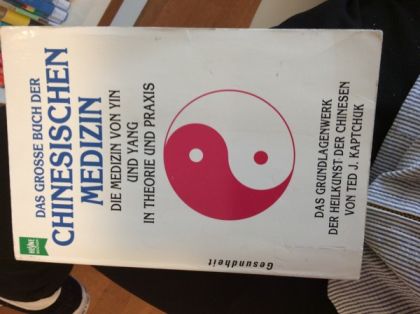 DAS GROSSE BUCH DER
CHINESISCHEN
MEDIZIN
DIE MEDIZIN VON YIN
UND YANG
IN THEORIE UND PRAXIS
DAS GRUNDLAGENWERK
DER HEILKUNST DER CHINESEN
VON TED J. KAPTCHUK
HEYNE
Gesundheit